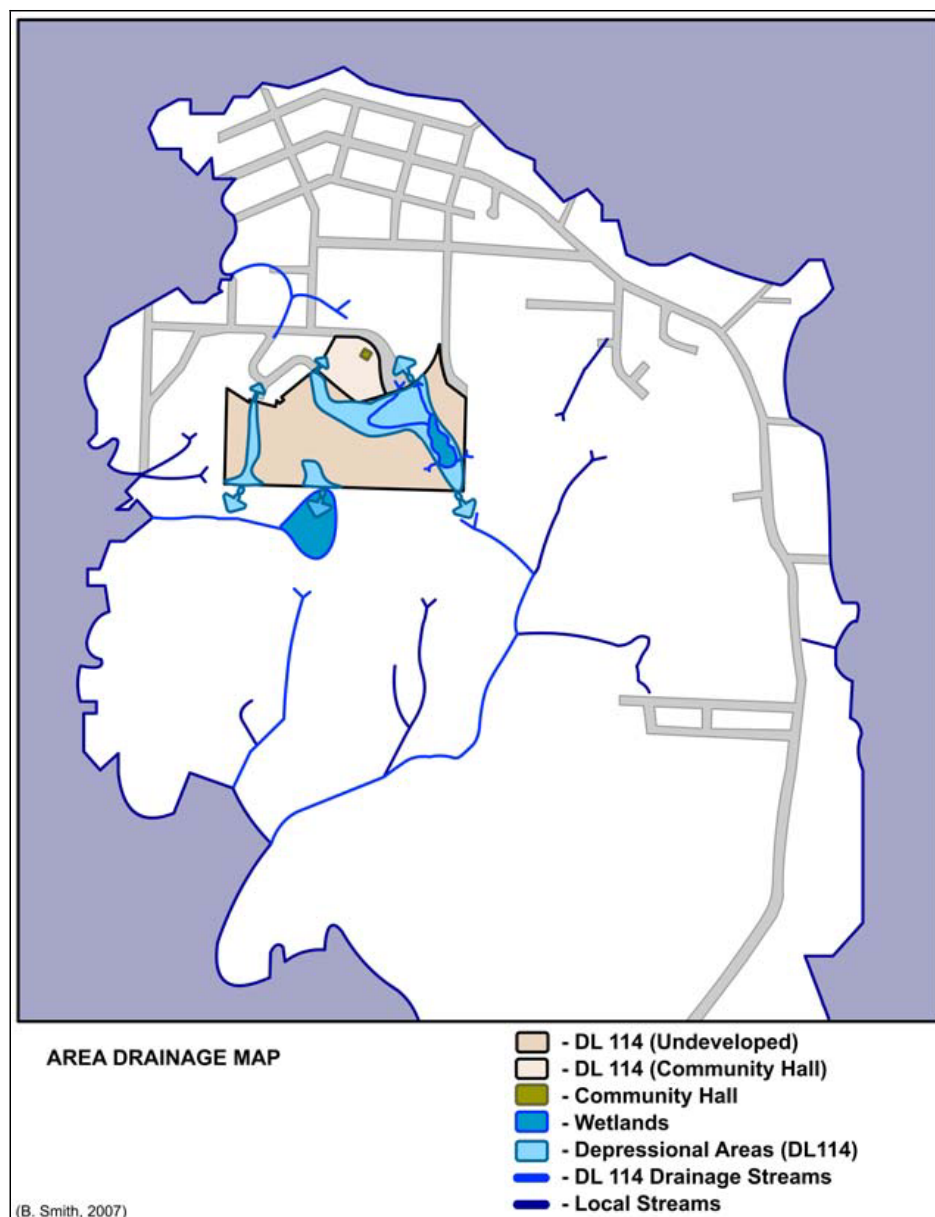 AREA DRAINAGE MAP
- DL 114 (Undeveloped)
- DL 114 (Community Hall)
- Community Hall
- Wetlands
- Depressional Areas (DL114)
- DL 114 Drainage Streams
- Local Streams
(B. Smith, 2007)